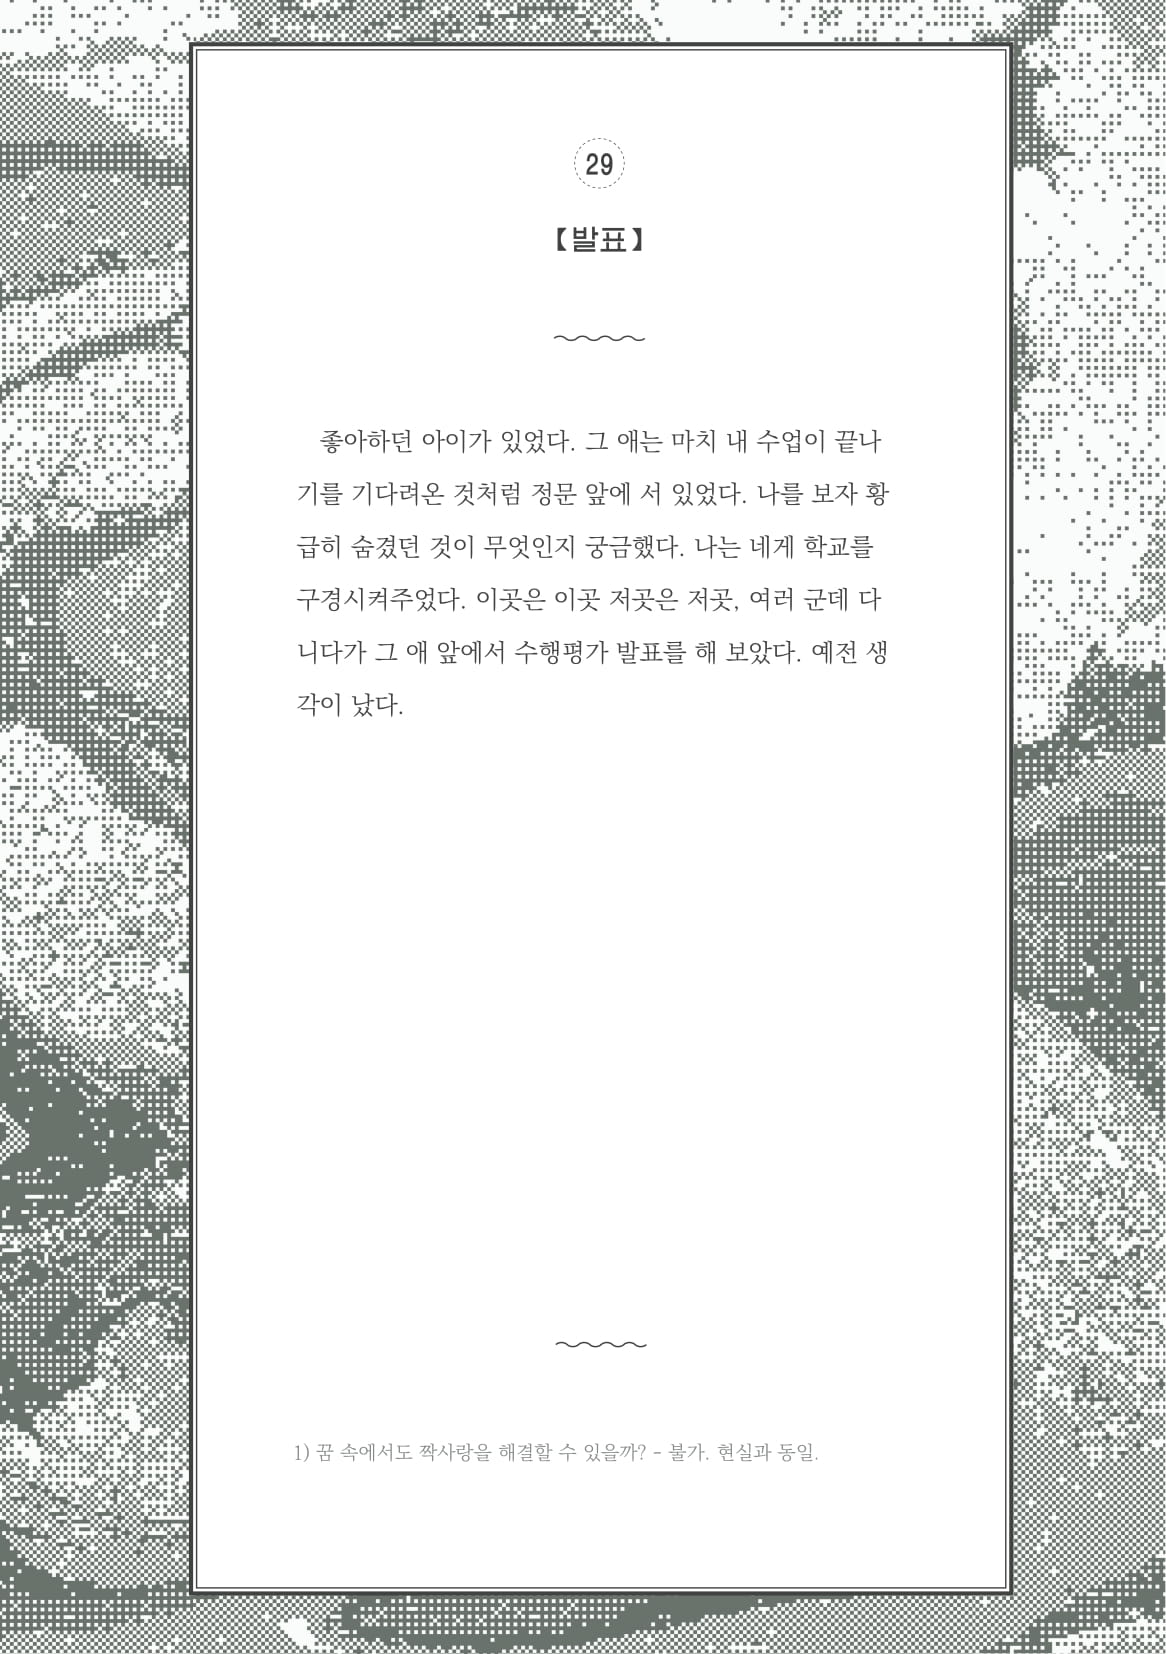 29
【발표】
좋아하던 아이가 있었다. 그 애는 마치 내 수업이 끝나
기를 기다려온 것처럼 정문 앞에 서 있었다. 나를 보자 황
급히 숨겼던 것이 무엇인지 궁금했다. 나는 네게 학교를
구경시켜주었다. 이곳은 이곳 저곳은 저곳, 여러 군데 다
니다가 그 애 앞에서 수행평가 발표를 해 보았다. 예전 생
각이 났다.
1) 꿈 속에서도 짝사랑을 해결할 수 있을까? - 불가. 현실과 동일.